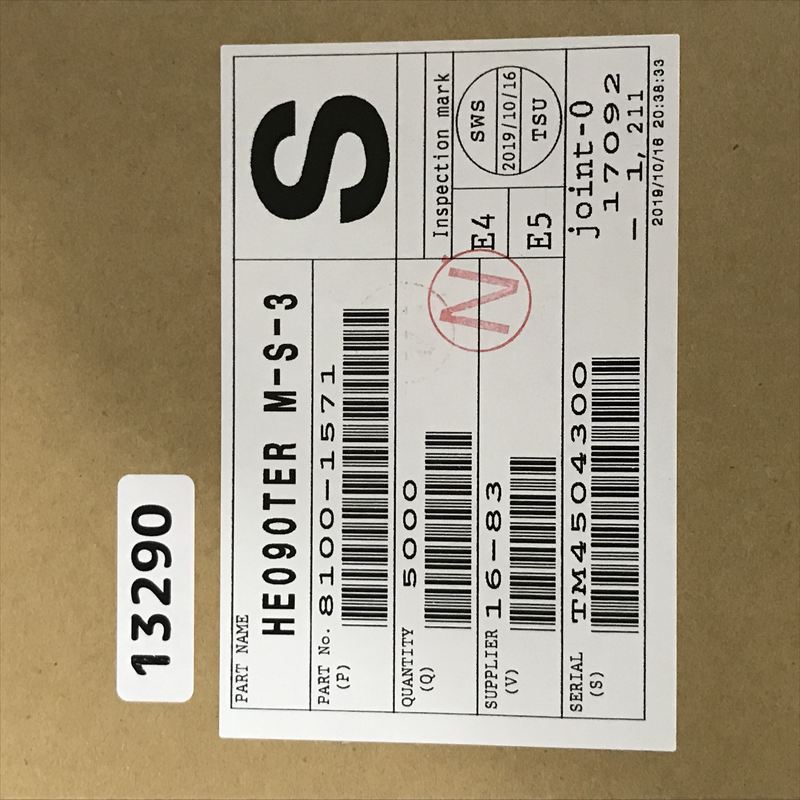 13290
PART NAME
HE090TER M-S-3
S
PART No.
(P)
8100-1571
QUANTITY
(Q)
5000
Inspection mark
SWS
2019/10/16
TSU
SUPPLIER
(V)
16-83
E4
E5
N
SERIAL
(S)
TM4504300
joint-0
17092
- 1, 211
2019/10/16 20:38:33